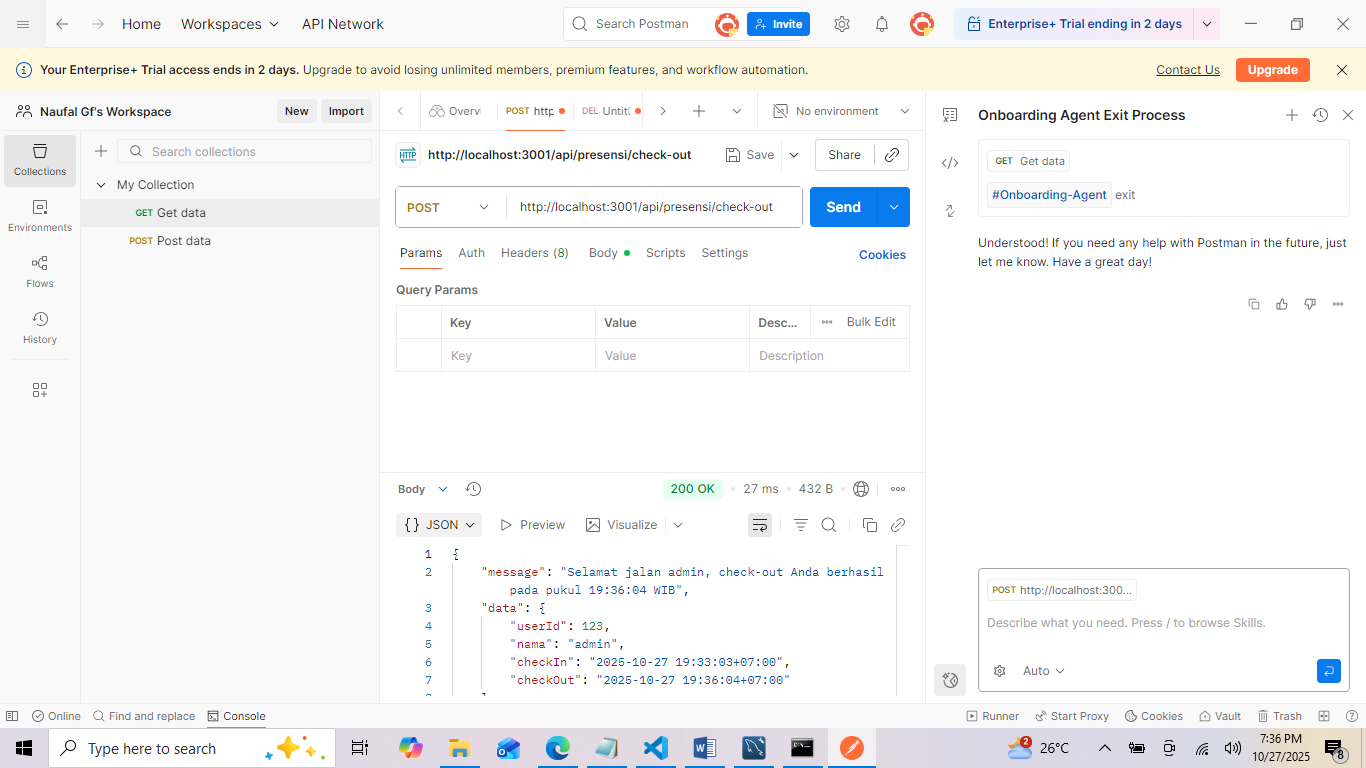 Home
Workspaces
API Network
Search Postman
Invite
Enterprise+ Trial ending in 2 days
Your Enterprise+ Trial access ends in 2 days. Upgrade to avoid losing unlimited members, premium features, and workflow automation.
Contact Us
Upgrade
Naufal Gf's Workspace
New
Import
Collections
Environments
Flows
History
Search collections
My Collection
GET Get data
POST Post data
Overvi
POST http
DEL Untit
No environment
HTTP
http://localhost:3001/api/presensi/check-out
Save
Share
POST
http://localhost:3001/api/presensi/check-out
Send
Params
Auth
Headers (8)
Body
Scripts
Settings
Cookies
Query Params
Key
Value
Desc...
Bulk Edit
Key
Value
Description
Body
200 OK
27 ms
432 B
{} JSON
Preview
Visualize
1 {
2 "message": "Selamat jalan admin, check-out Anda berhasil
pada pukul 19:36:04 WIB",
3 "data": {
4 "userId": 123,
5 "nama": "admin",
6 "checkIn": "2025-10-27 19:33:03+07:00",
7 "checkOut": "2025-10-27 19:36:04+07:00"
Onboarding Agent Exit Process
GET Get data
#Onboarding-Agent exit
Understood! If you need any help with Postman in the future, just
let me know. Have a great day!
POST http://localhost:300...
Describe what you need. Press / to browse Skills.
Auto
Online
Find and replace
Console
Runner
Start Proxy
Cookies
Vault
Trash
Type here to search
2
26°C
7:36 PM
10/27/2025
8